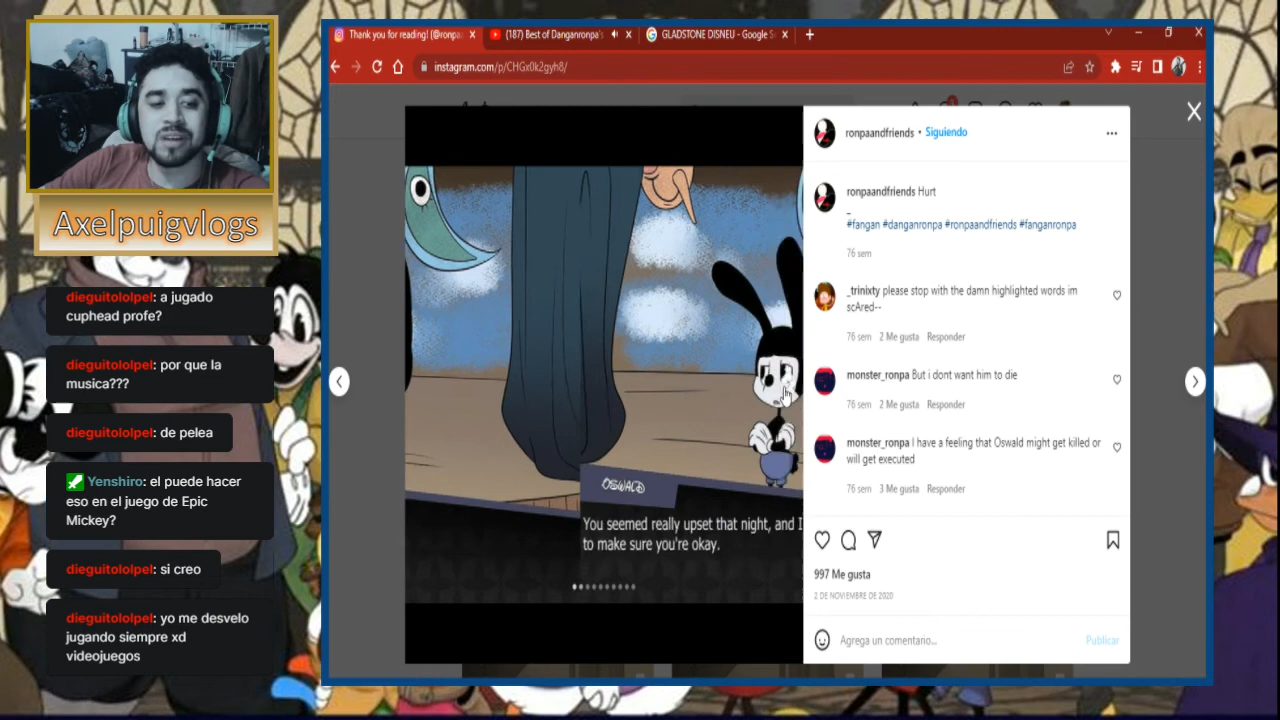 Axelpuigvlogs
dieguitololpel: a jugado
cuphead profe?
dieguitololpel: por que la
musica???
dieguitololpel: de pelea
Yenshiro: el puede hacer
eso en el juego de Epic
Mickey?
dieguitololpel: si creo
dieguitololpel: yo me desvelo
jugando siempre xd
videojuegos
Thank you for reading! (@ronpa
(187) Best of Danganronpa's
GLADSTONE DISNEU - Google S
instagram.com/p/CHGx0k2gyh8/
OSWALD
You seemed really upset that night, and I
to make sure you're okay.
ronpaandfriends • Siguiendo
ronpaandfriends Hurt
_
#fangan #danganronpa #ronpaandfriends #fanganronpa
76 sem
_trinixty please stop with the damn highlighted words im
scAred--
76 sem 2 Me gusta Responder
monster_ronpa But i dont want him to die
76 sem 2 Me gusta Responder
monster_ronpa I have a feeling that Oswald might get killed or
will get executed
76 sem 3 Me gusta Responder
997 Me gusta
2 DE NOVIEMBRE DE 2020
Agrega un comentario...
Publicar